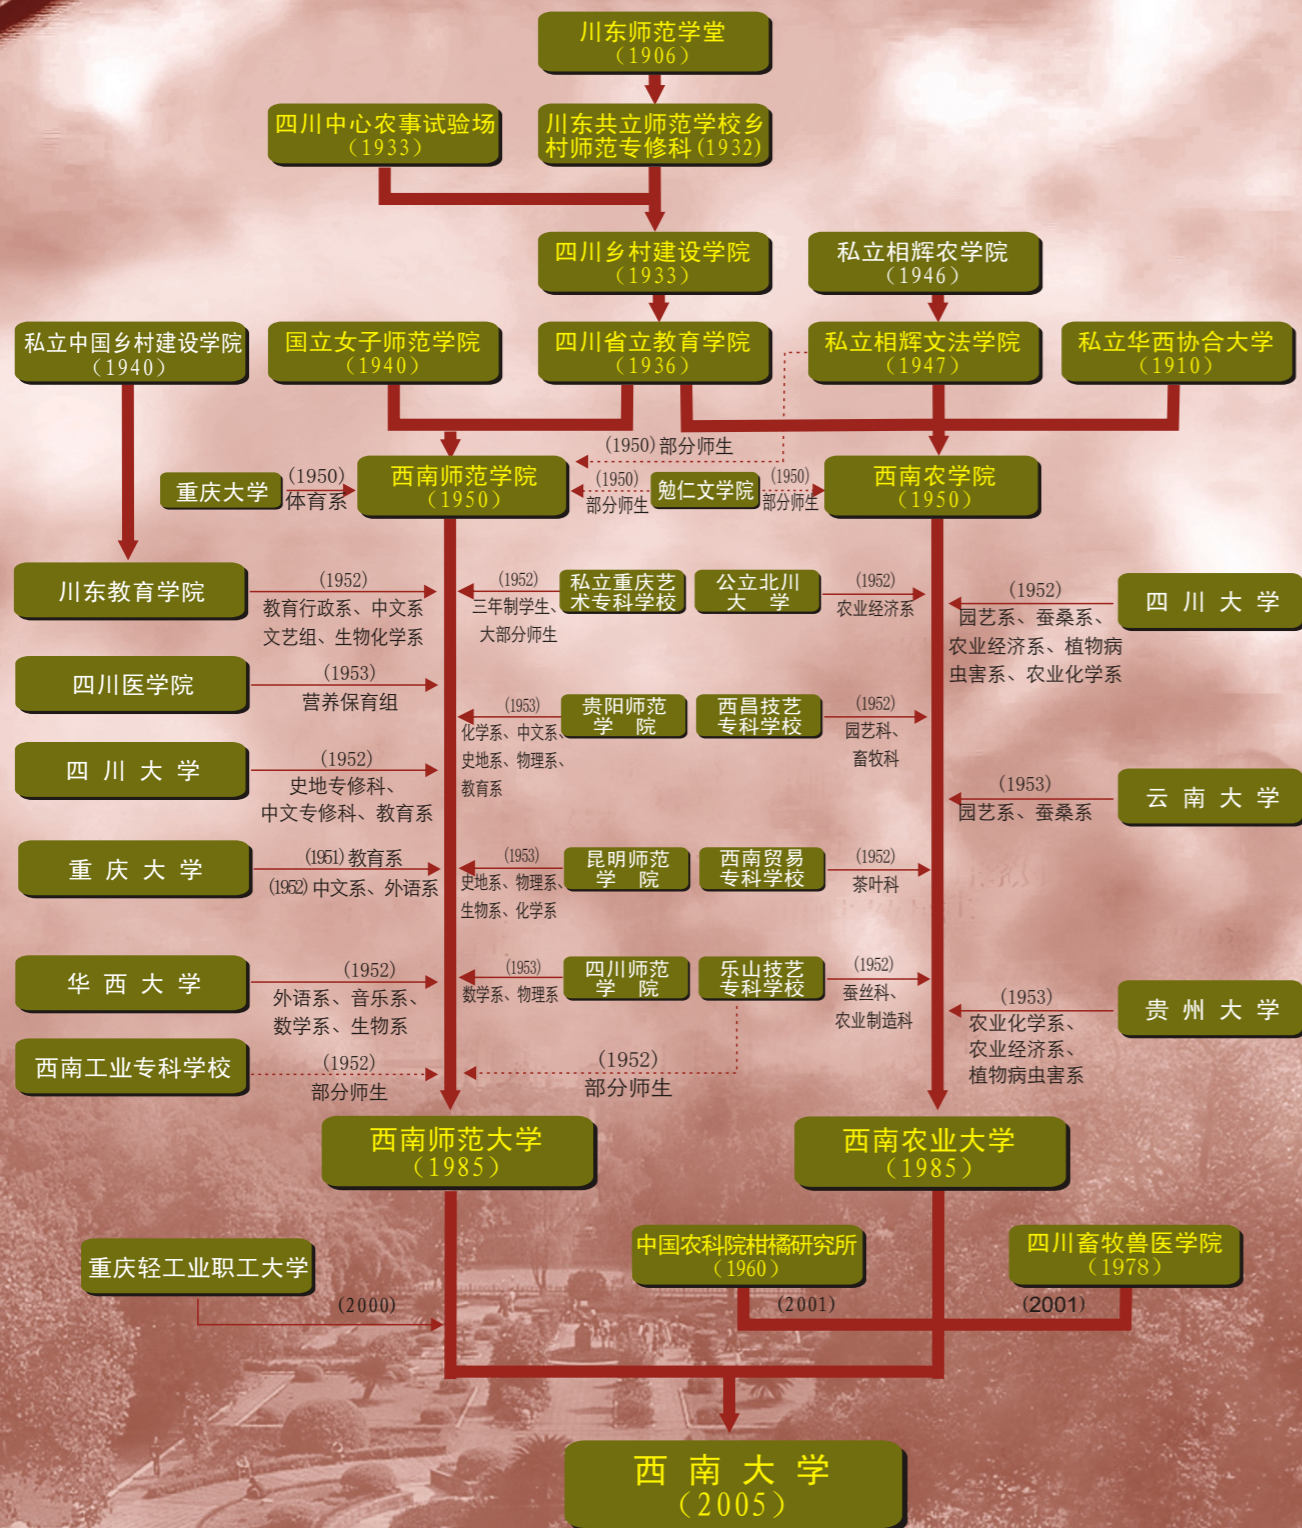 川东师范学堂
（1906）
四川中心农事试验场
（1933）
川东共立师范学校乡
村师范专修科(1932)
四川乡村建设学院
（1933）
私立相辉农学院
（1946）
私立中国乡村建设学院
（1940）
国立女子师范学院
（1940）
四川省立教育学院
（1936）
私立相辉文法学院
（1947）
私立华西协合大学
（1910）
(1950)部分师生
重庆大学
(1950)
体育系
西南师范学院
（1950）
(1950)
部分师生
勉仁文学院
(1950)
部分师生
西南农学院
（1950）
川东教育学院
(1952)
教育行政系、中文系
文艺组、生物化学系
(1952)
三年制学生、
大部分师生
私立重庆艺
术专科学校
公立北川
大 学
(1952)
农业经济系
(1952)
园艺系、蚕桑系、
农业经济系、植物病
虫害系、农业化学系
四川大学
四川医学院
(1953)
营养保育组
(1953)
化学系、中文系、
史地系、物理系、
教育系
贵阳师范
学 院
西昌技艺
专科学校
(1952)
园艺科、
畜牧科
四川大学
(1952)
史地专修科、
中文专修科、教育系
(1953)
园艺系、蚕桑系
云南大学
重庆大学
(1951)教育系
(1952)中文系、外语系
(1953)
史地系、物理系、
生物系、化学系
昆明师范
学 院
西南贸易
专科学校
(1952)
茶叶科
华西大学
(1952)
外语系、音乐系、
数学系、生物系
(1953)
数学系、物理系
四川师范
学 院
乐山技艺
专科学校
(1952)
蚕丝科、
农业制造科
(1953)
农业化学系、
农业经济系、
植物病虫害系
贵州大学
西南工业专科学校
(1952)
部分师生
(1952)
部分师生
西南师范大学
（1985）
西南农业大学
（1985）
重庆轻工业职工大学
(2000)
中国农科院柑橘研究所
（1960）
(2001)
四川畜牧兽医学院
（1978）
(2001)
西南大学
（2005）